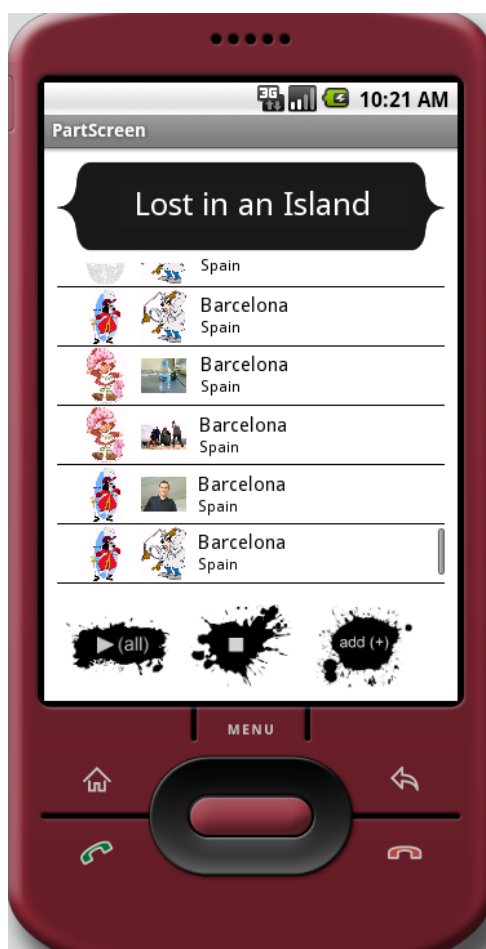 3G
10:21 AM
PartScreen
Lost in an Island
Spain
Barcelona
Spain
Barcelona
Spain
Barcelona
Spain
Barcelona
Spain
Barcelona
Spain
(all)
add (+)
MENU